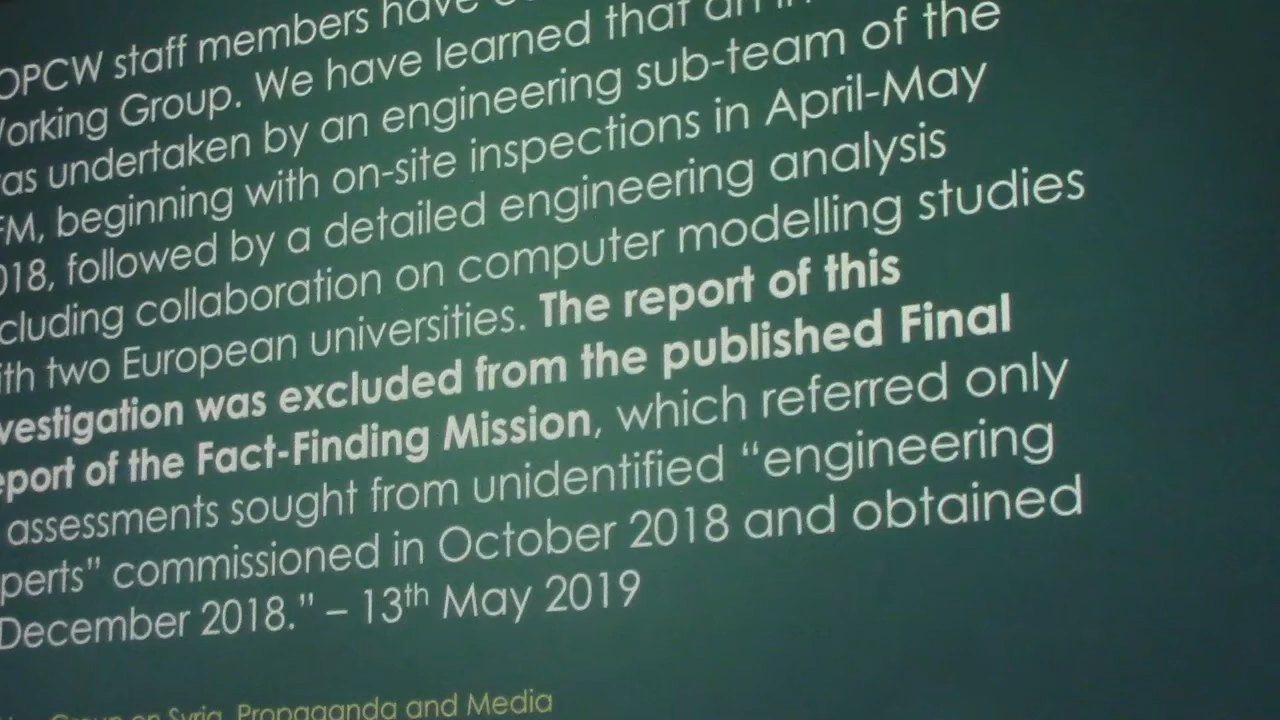 OPCW staff members have
Working Group. We have learned that an
as undertaken by an engineering sub-team of the
FM, beginning with on-site inspections in April-May
018, followed by a detailed engineering analysis
cluding collaboration on computer modelling studies
ith two European universities. The report of this
vestigation was excluded from the published Final
eport of the Fact-Finding Mission, which referred only
assessments sought from unidentified “engineering
perts” commissioned in October 2018 and obtained
December 2018.” – 13th May 2019
Group on Syria, Propaganda and Media